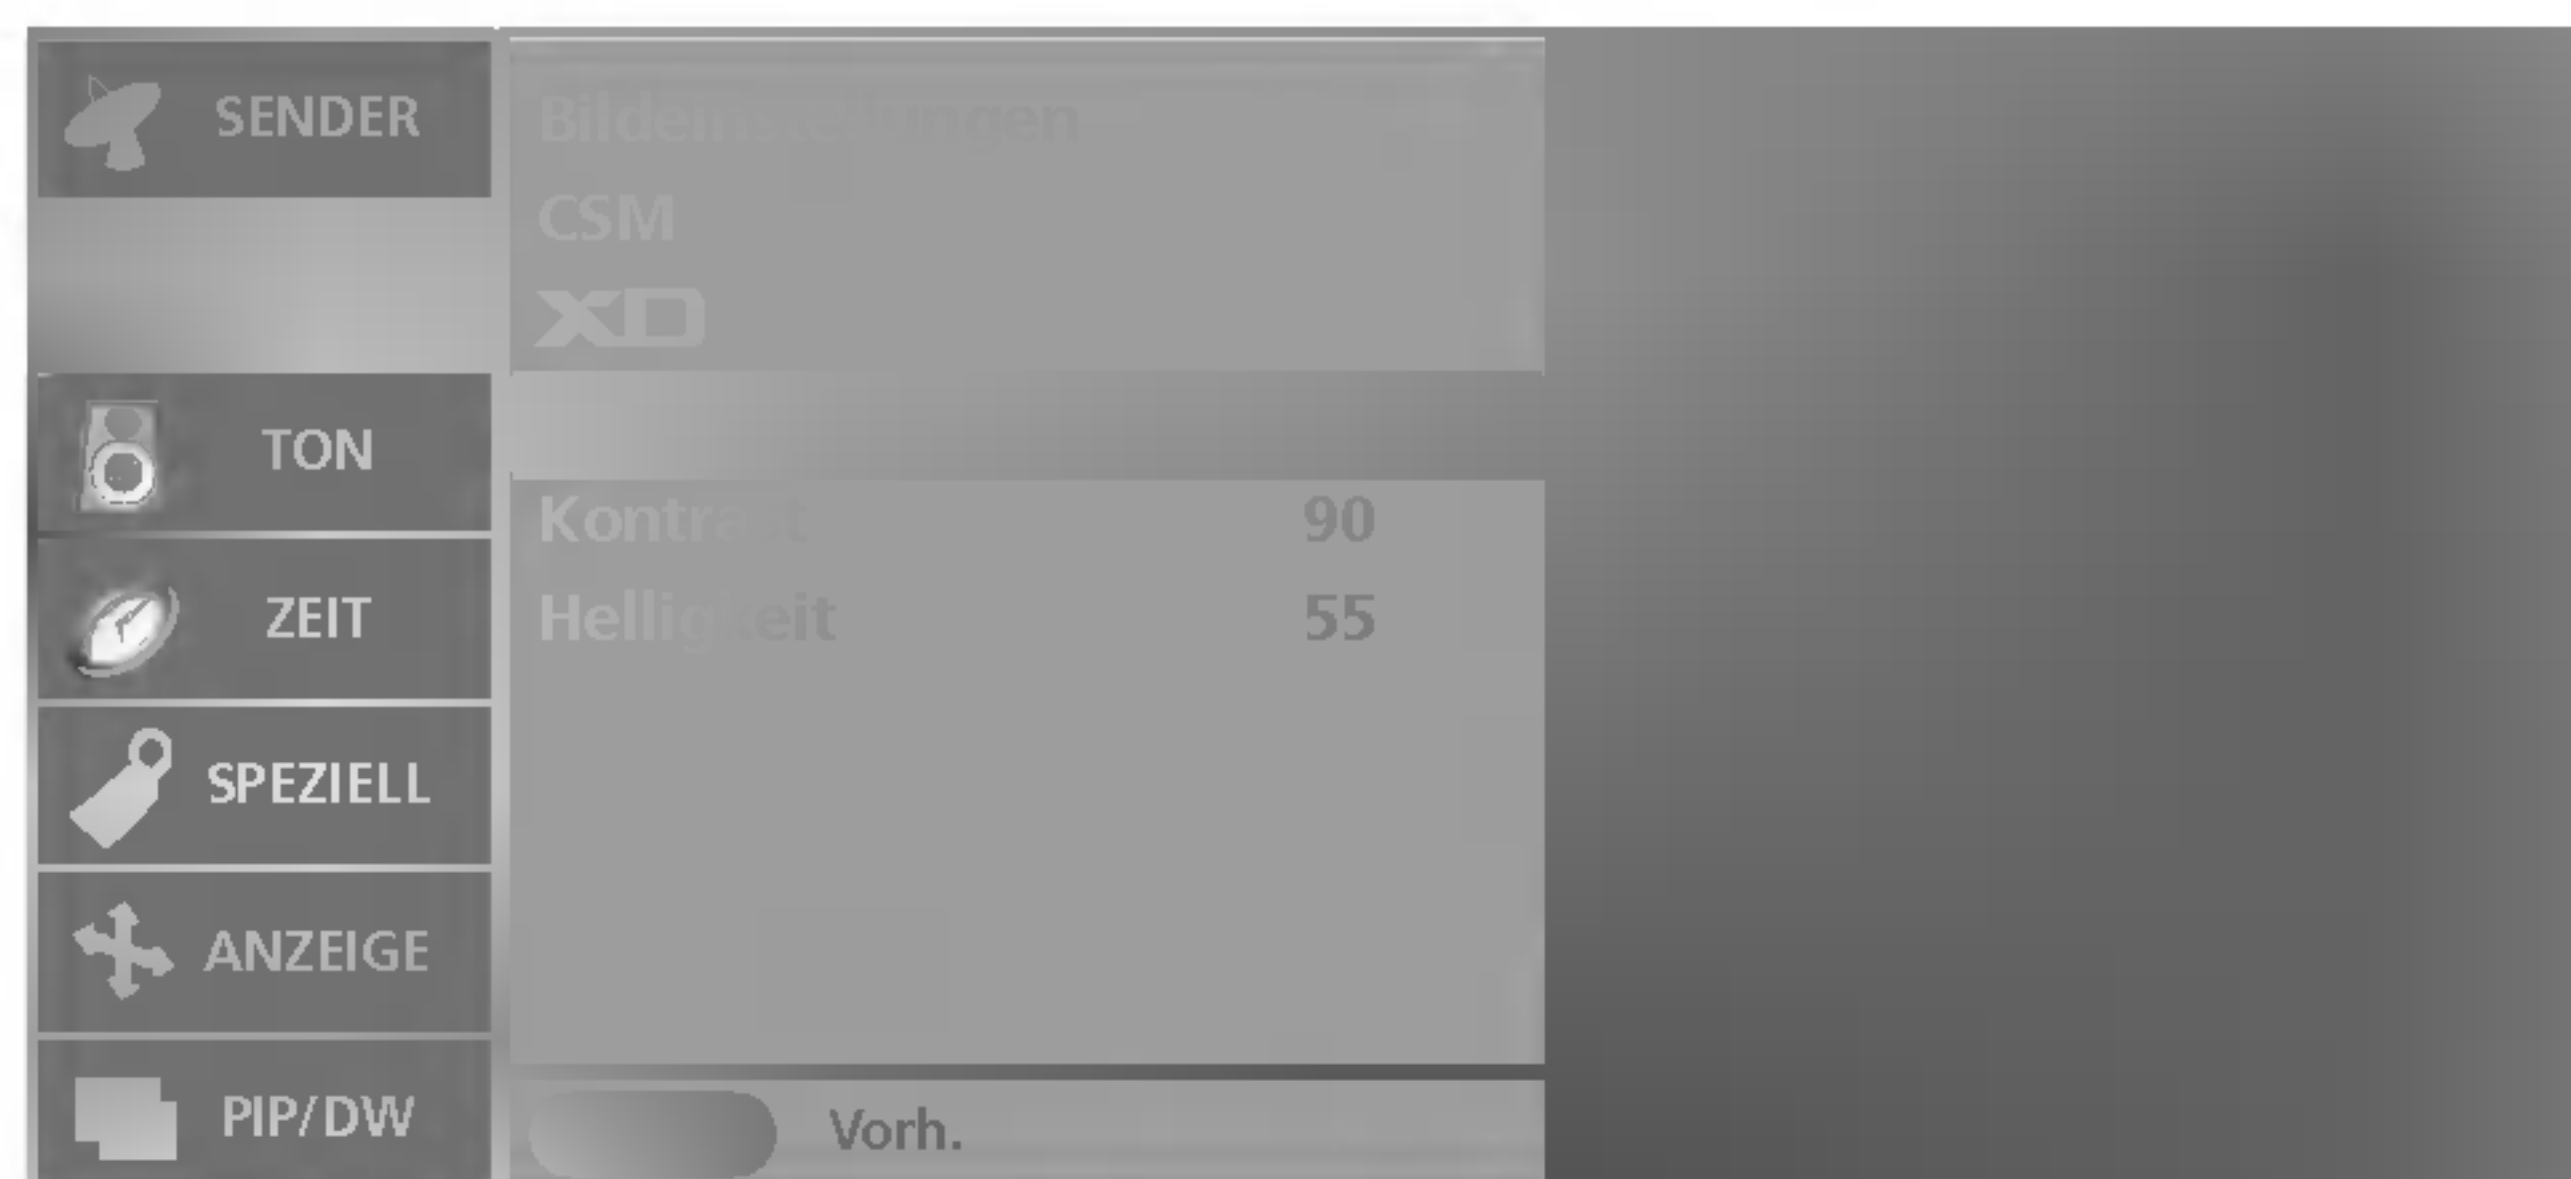 SENDER
Bildeinstellungen
CSM
XD
TON
Kontrast 90
ZEIT
Helligkeit 55
SPEZIELL
ANZEIGE
PIP/DW
Vorh.